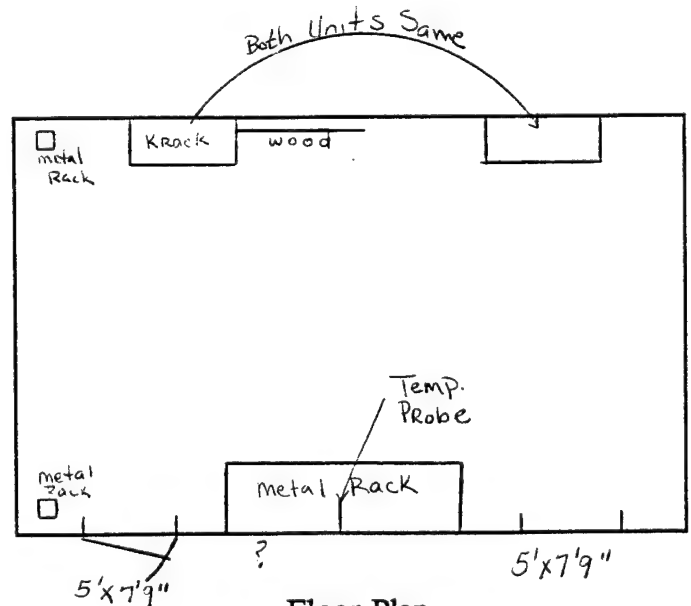 Both Units Same
metal
Rack
KRack
wood
Temp.
PRobe
metal
Rack
metal Rack
?
5'x7'9"
5'x7'9"
Floor Plan